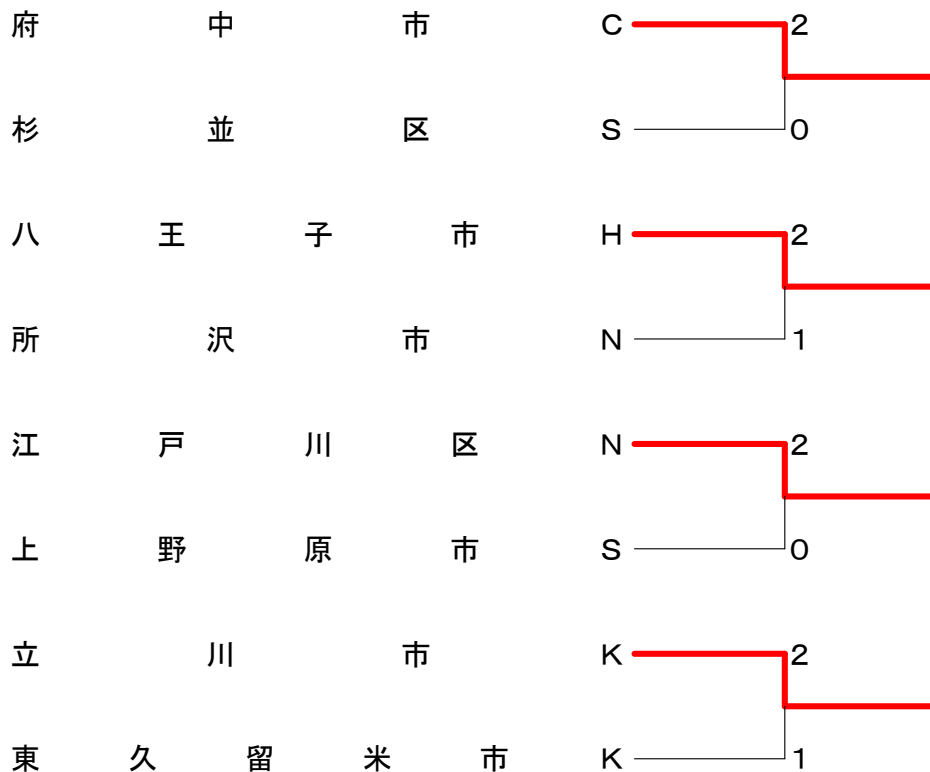 府中市 C 2
杉並区 S 0
八王子市 H 2
所沢市 N 1
江戸川区 N 2
上野原市 S 0
立川市 K 2
東久留米市 K 1